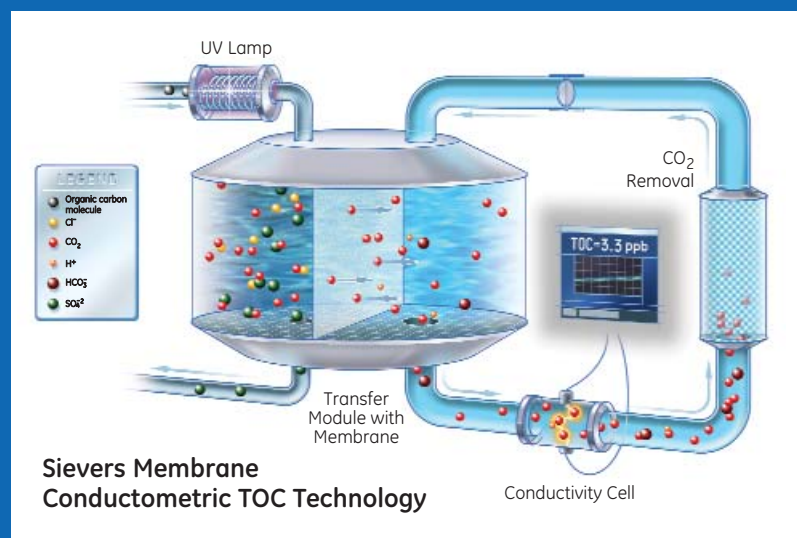 UV Lamp
CO₂
Removal
LEGEND
Organic carbon
molecule
Cl⁻
CO₂
H⁺
HCO₃⁻
SO₄⁻²
TOC=3.3 ppb
Transfer
Module with
Membrane
Conductivity Cell
Sievers Membrane
Conductometric TOC Technology